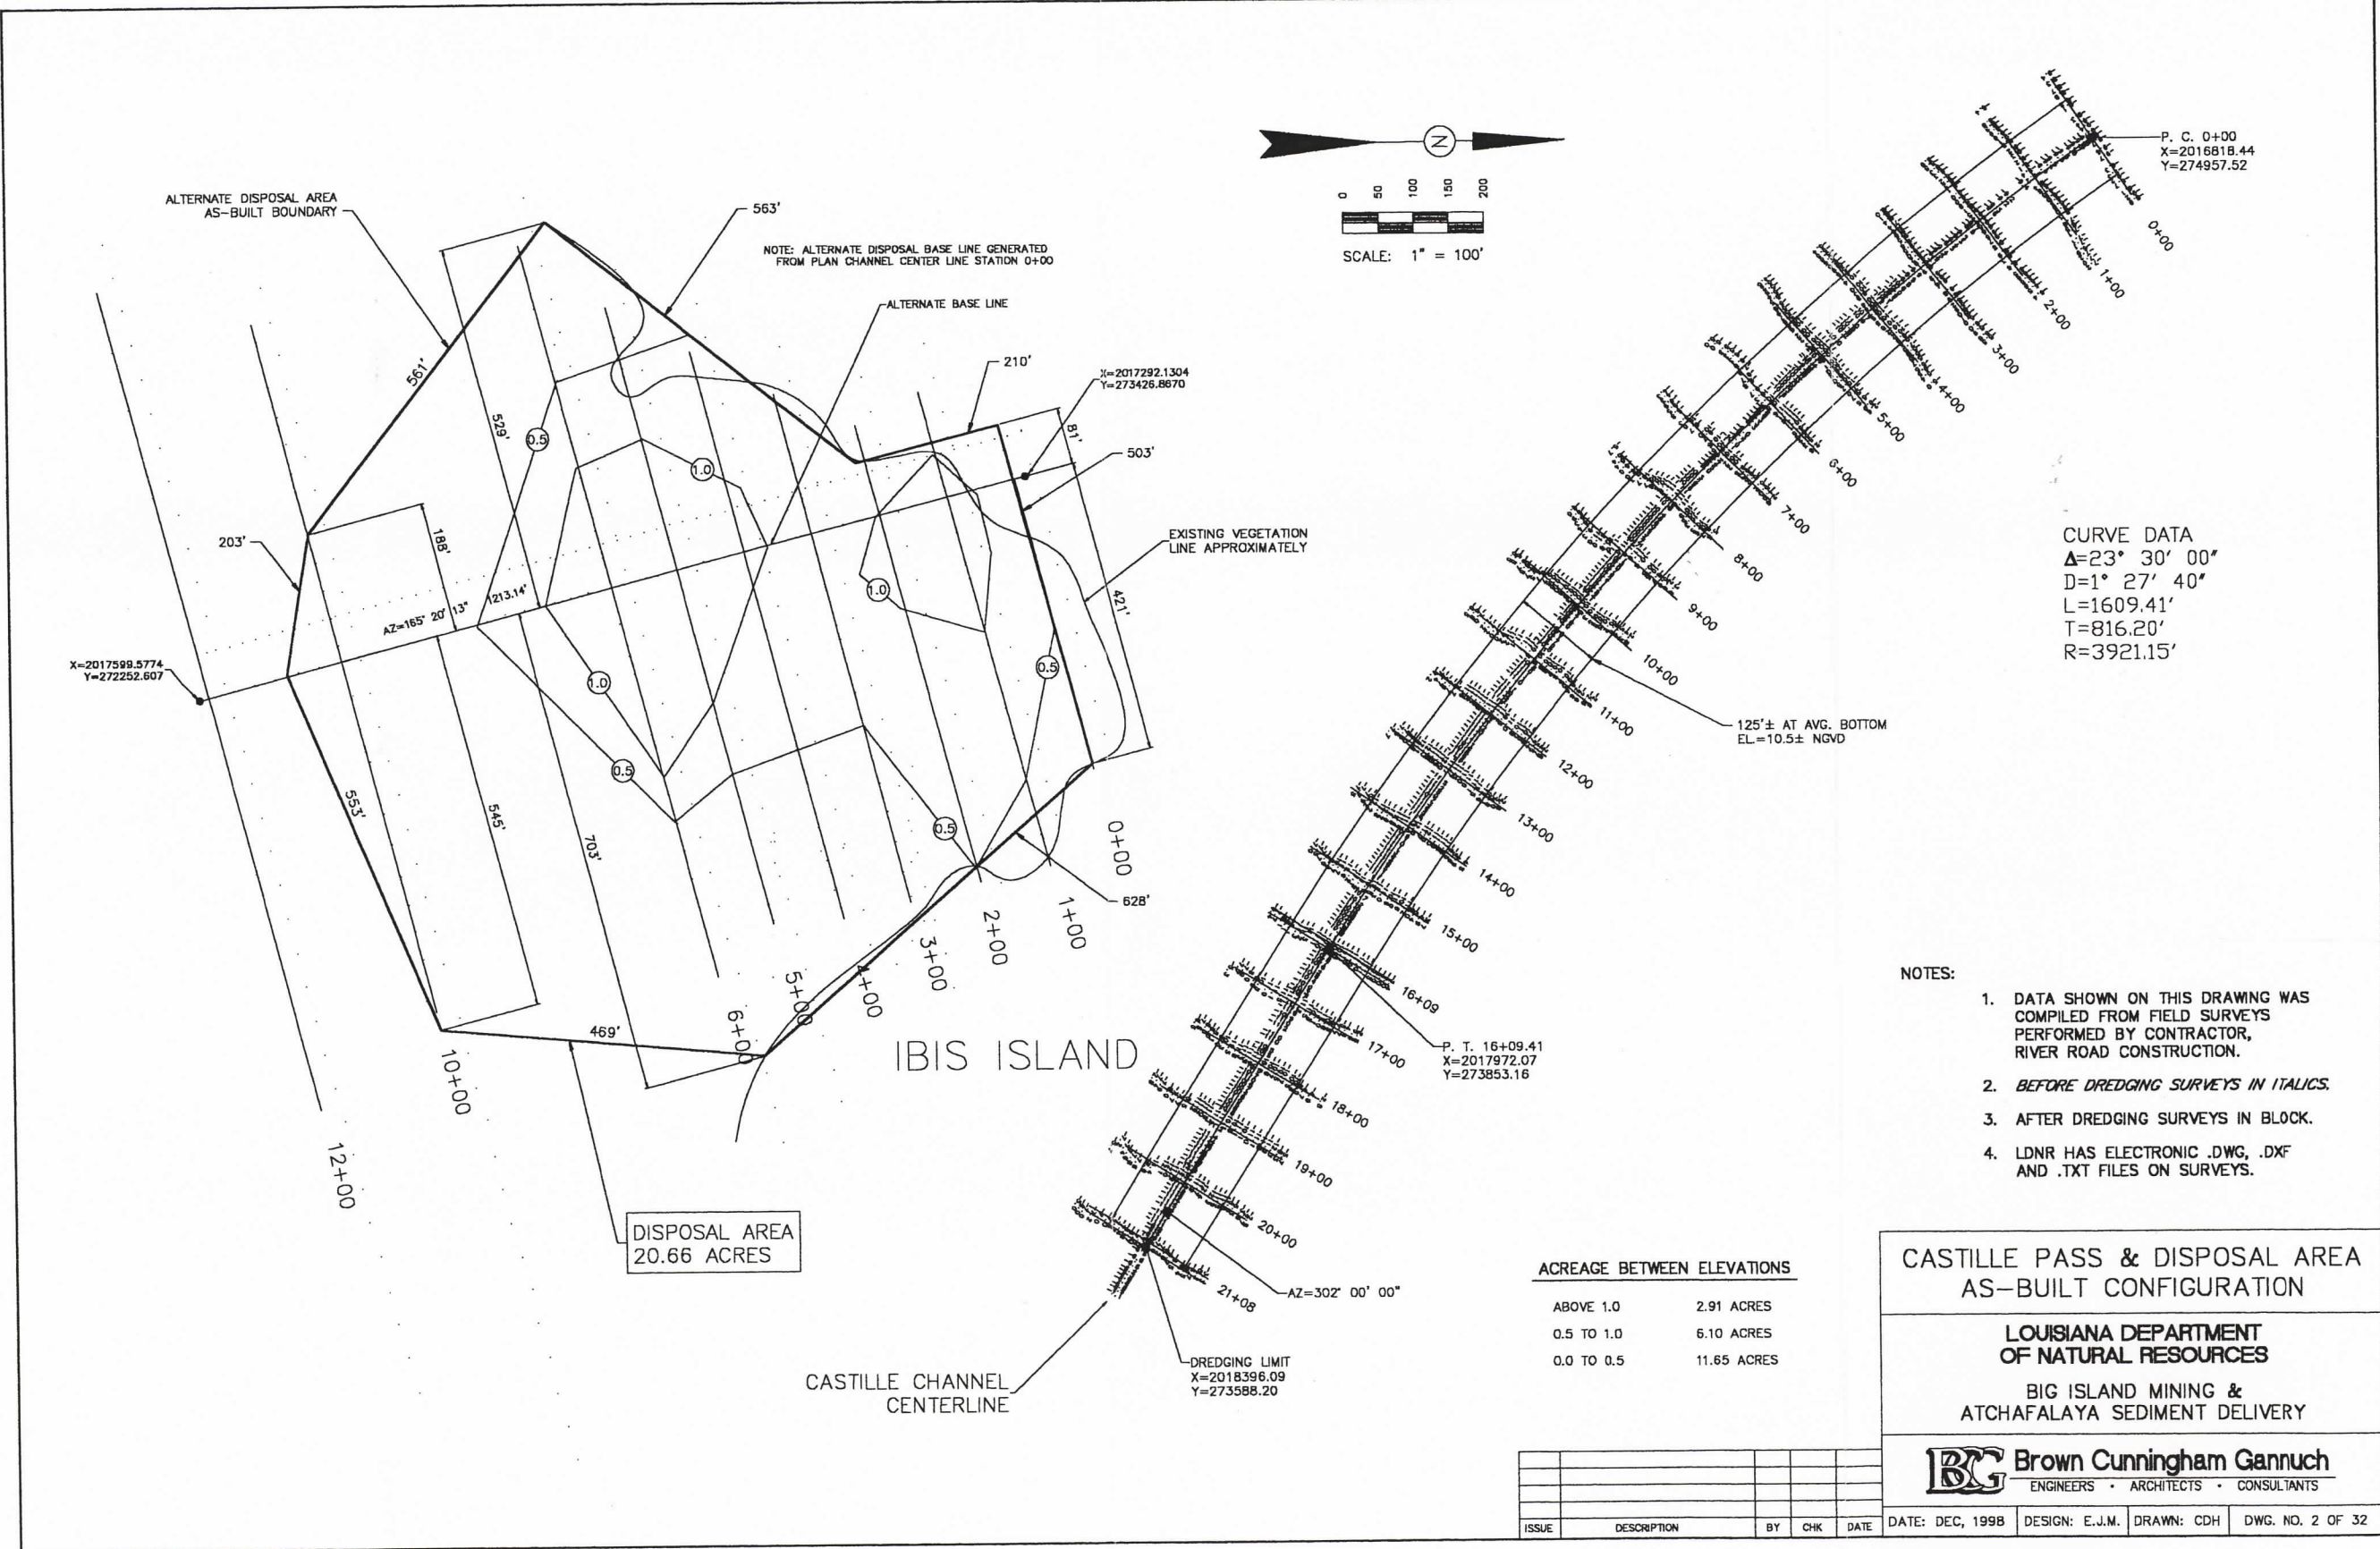 ALTERNATE DISPOSAL AREA
AS-BUILT BOUNDARY
563'
NOTE: ALTERNATE DISPOSAL BASE LINE GENERATED
FROM PLAN CHANNEL CENTER LINE STATION 0+00
ALTERNATE BASE LINE
210'
X=2017292.1304
Y=273426.8670
81'
503'
561'
529'
0.5
1.0
188'
203'
AZ=165° 20' 13"
1213.14'
1.0
EXISTING VEGETATION
LINE APPROXIMATELY
421'
X=2017599.5774
Y=272252.607
1.0
0.5
0.5
0.5
553'
545'
703'
628'
469'
0+00
1+00
2+00
3+00
4+00
5+00
6+00
10+00
12+00
IBIS ISLAND
DISPOSAL AREA
20.66 ACRES
N
0
50
100
150
200
SCALE: 1" = 100'
P. C. 0+00
X=2016818.44
Y=274957.52
0+00
1+00
2+00
3+00
4+00
5+00
6+00
7+00
8+00
9+00
10+00
11+00
12+00
13+00
14+00
15+00
16+09
17+00
18+00
19+00
20+00
21+08
125'± AT AVG. BOTTOM
EL.=10.5± NGVD
P. T. 16+09.41
X=2017972.07
Y=273853.16
AZ=302° 00' 00"
DREDGING LIMIT
X=2018396.09
Y=273588.20
CASTILLE CHANNEL
CENTERLINE
CURVE DATA
Δ=23° 30' 00"
D=1° 27' 40"
L=1609.41'
T=816.20'
R=3921.15'
NOTES:
1. DATA SHOWN ON THIS DRAWING WAS
COMPILED FROM FIELD SURVEYS
PERFORMED BY CONTRACTOR,
RIVER ROAD CONSTRUCTION.
2. BEFORE DREDGING SURVEYS IN ITALICS.
3. AFTER DREDGING SURVEYS IN BLOCK.
4. LDNR HAS ELECTRONIC .DWG, .DXF
AND .TXT FILES ON SURVEYS.
ACREAGE BETWEEN ELEVATIONS
ABOVE 1.0 2.91 ACRES
0.5 TO 1.0 6.10 ACRES
0.0 TO 0.5 11.65 ACRES
CASTILLE PASS & DISPOSAL AREA
AS-BUILT CONFIGURATION
LOUISIANA DEPARTMENT
OF NATURAL RESOURCES
BIG ISLAND MINING &
ATCHAFALAYA SEDIMENT DELIVERY
BCG Brown Cunningham Gannuch
ENGINEERS • ARCHITECTS • CONSULTANTS
ISSUE DESCRIPTION BY CHK DATE
DATE: DEC, 1998 DESIGN: E.J.M. DRAWN: CDH DWG. NO. 2 OF 32